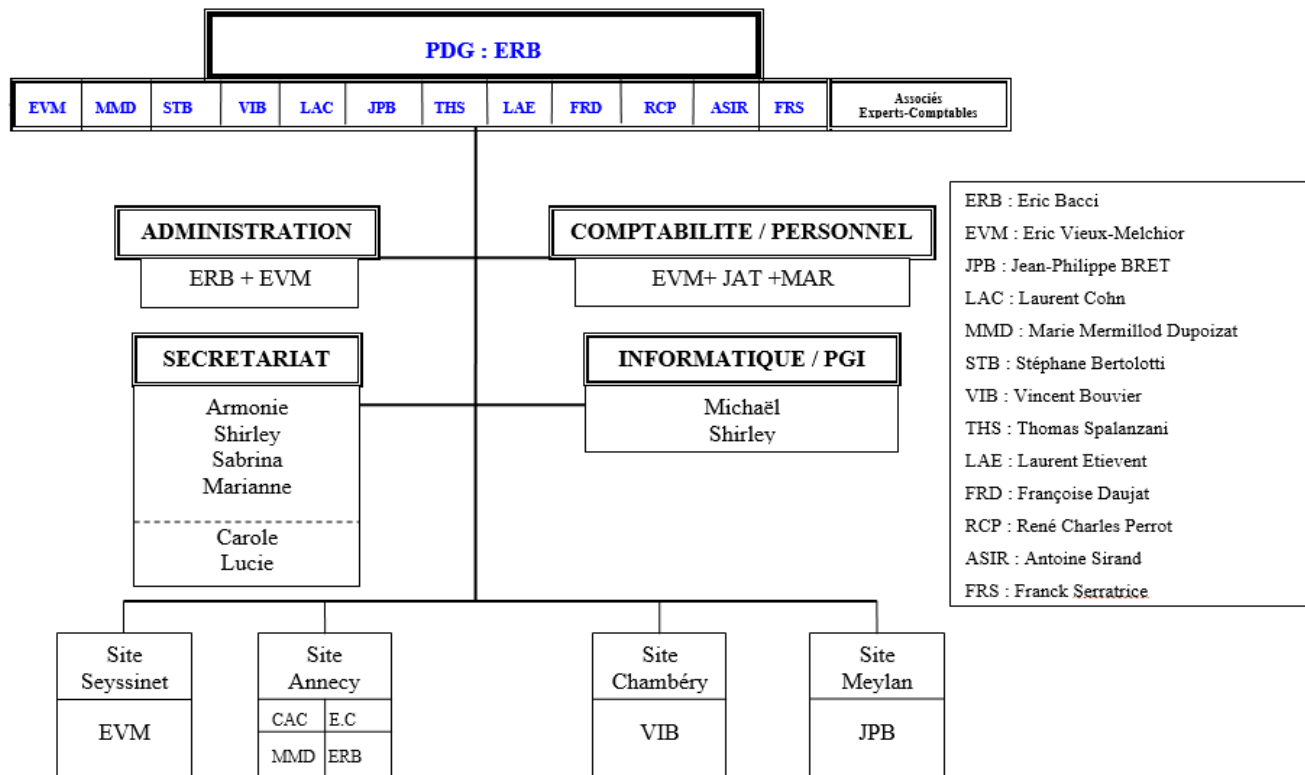 PDG : ERB
EVM MMD STB VIB LAC JPB THS LAE FRD RCP ASIR FRS
Associés
Experts-Comptables
ADMINISTRATION
ERB + EVM
COMPTABILITE / PERSONNEL
EVM+ JAT +MAR
SECRETARIAT
Armonie
Shirley
Sabrina
Marianne
Carole
Lucie
INFORMATIQUE / PGI
Michaël
Shirley
ERB : Eric Bacci
EVM : Eric Vieux-Melchior
JPB : Jean-Philippe BRET
LAC : Laurent Cohn
MMD : Marie Mermillod Dupoizat
STB : Stéphane Bertolotti
VIB : Vincent Bouvier
THS : Thomas Spalanzani
LAE : Laurent Etievent
FRD : Françoise Daujat
RCP : René Charles Perrot
ASIR : Antoine Sirand
FRS : Franck Serratrice
Site
Seyssinet
EVM
Site
Annecy
CAC E.C
MMD ERB
Site
Chambéry
VIB
Site
Meylan
JPB